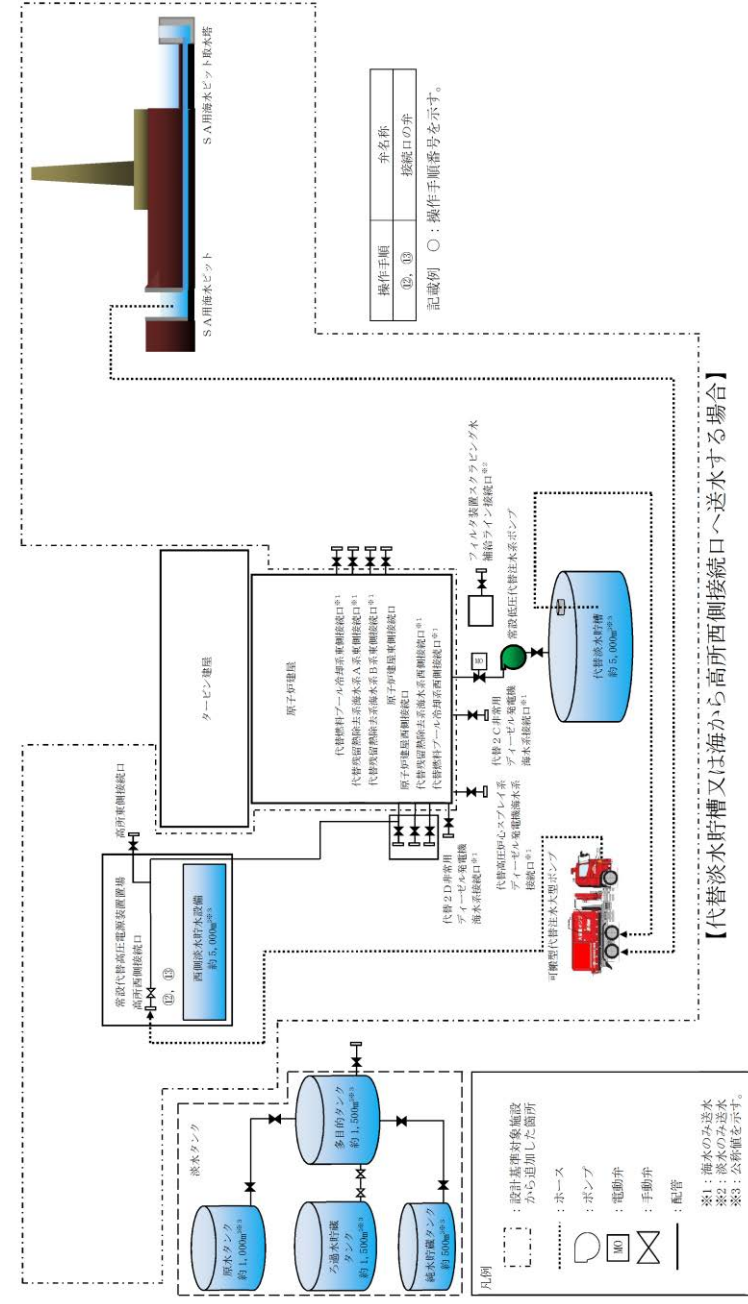 ＳＡ用海水ピット取水塔
ＳＡ用海水ピット
操作手順
弁名称
⑫，⑬
接続口の弁
記載例　○：操作手順番号を示す。
タービン建屋
原子炉建屋
代替燃料プール冷却系東側接続口※1
代替残留熱除去系海水系Ａ系東側接続口※1
代替残留熱除去系海水系Ｂ系東側接続口※1
原子炉建屋東側接続口
原子炉建屋西側接続口
代替残留熱除去系海水系西側接続口※1
代替燃料プール冷却系西側接続口※1
フィルタ装置スクラビング水
補給ライン接続口※2
常設低圧代替注水系ポンプ
MO
代替淡水貯槽
約5,000m³※3
代替２Ｃ非常用
ディーゼル発電機
海水系接続口※1
代替高圧炉心スプレイ系
ディーゼル発電機海水系
接続口※1
代替２Ｄ非常用
ディーゼル発電機
海水系接続口※1
高所東側接続口
常設代替高圧電源装置置場
高所西側接続口
⑫，⑬
西側淡水貯水設備
約5,000m³※3
可搬型代替注水大型ポンプ
淡水タンク
原水タンク
約1,000m³※3
多目的タンク
約1,500m³※3
ろ過水貯蔵
タンク
約1,500m³※3
純水貯蔵タンク
約500m³※3
凡例
：設計基準対象施設
から追加した箇所
：ホース
：ポンプ
MO
：電動弁
：手動弁
：配管
※1：海水のみ送水
※2：淡水のみ送水
※3：公称値を示す。
【代替淡水貯槽又は海から高所西側接続口へ送水する場合】